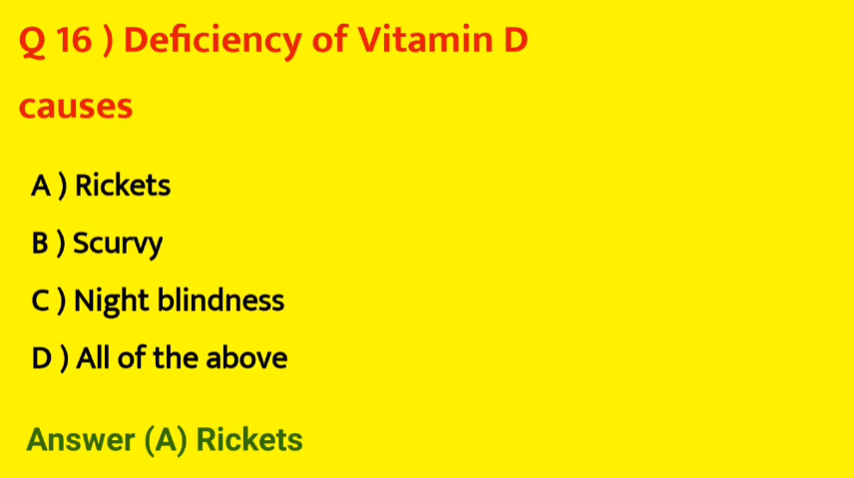 Q 16 ) Deficiency of Vitamin D
causes
A ) Rickets
B ) Scurvy
C ) Night blindness
D ) All of the above
Answer (A) Rickets